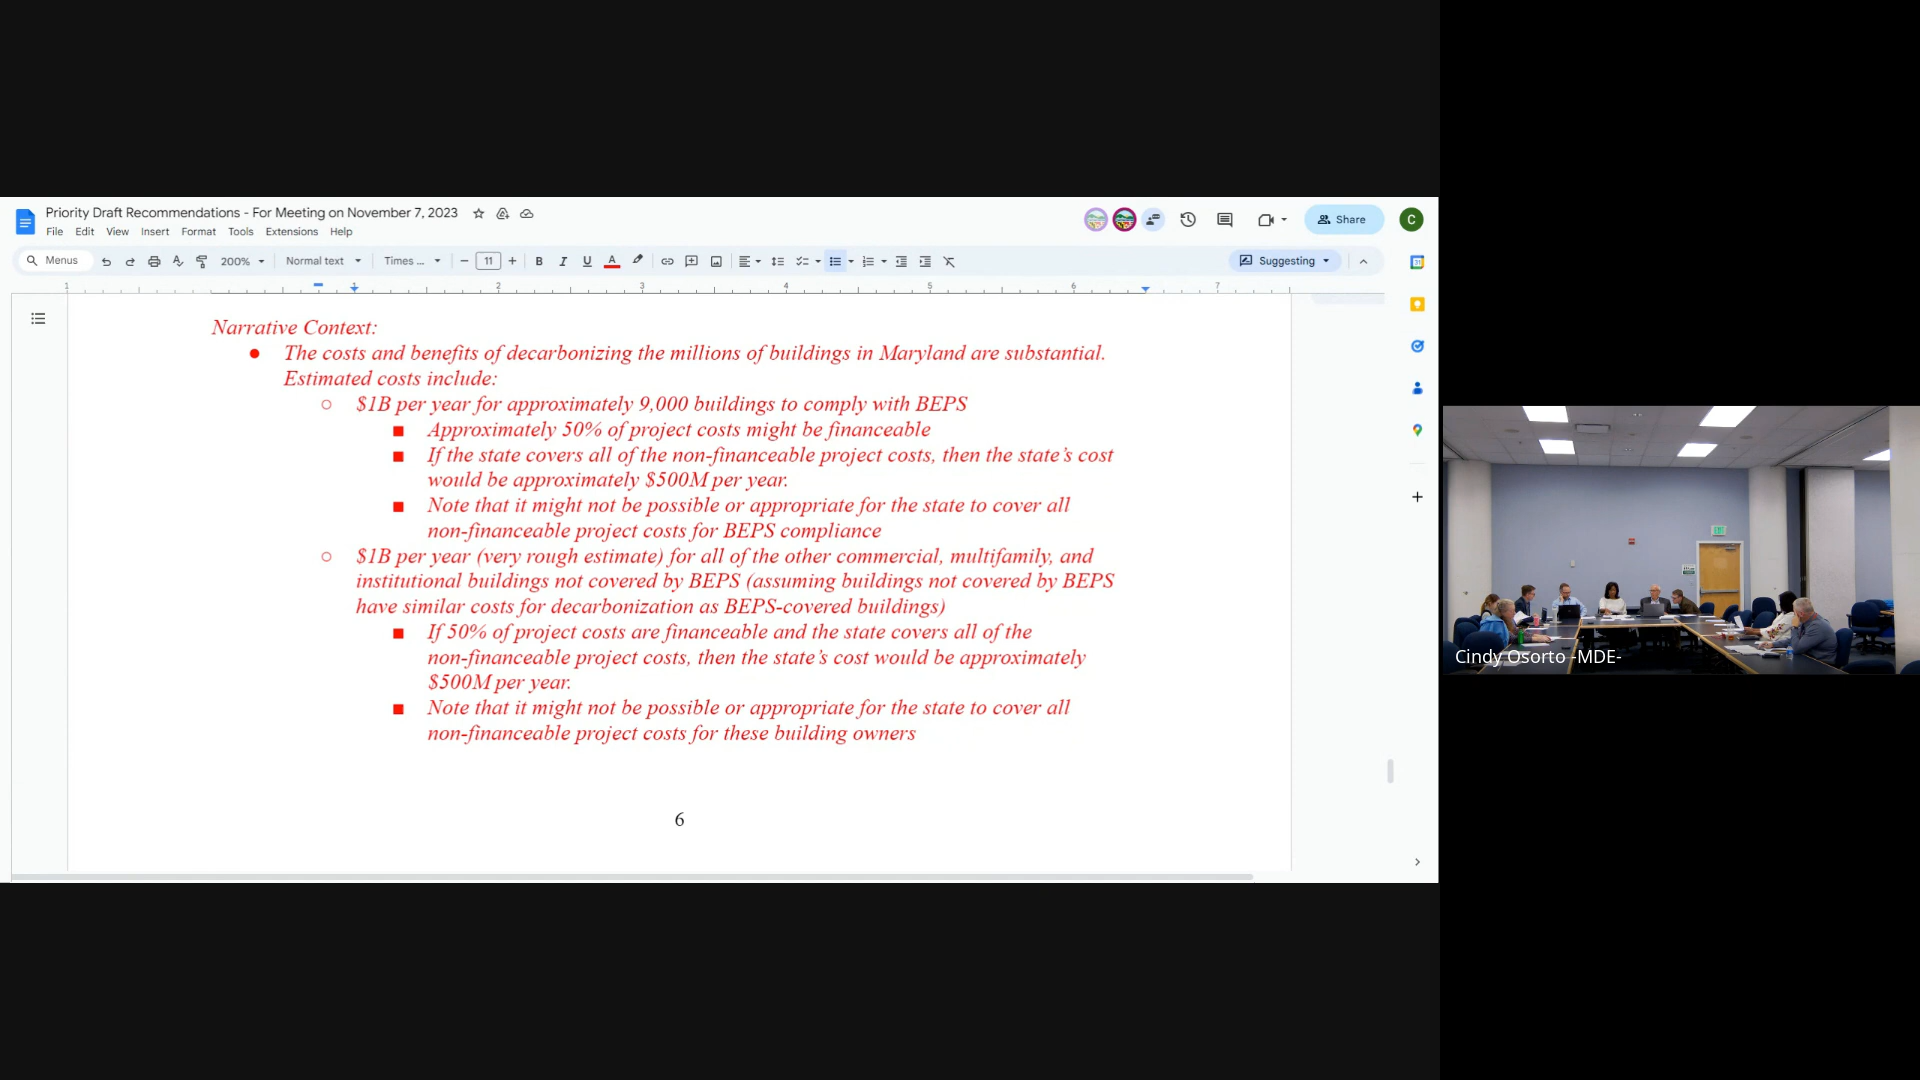 Priority Draft Recommendations - For Meeting on November 7, 2023
File Edit View Insert Format Tools Extensions Help
Share
C
Menus
200%
Normal text
Times ...
11
B I U A
Suggesting
1 1 2 3 4 5 6 7
Narrative Context:
● The costs and benefits of decarbonizing the millions of buildings in Maryland are substantial.
Estimated costs include:
○ $1B per year for approximately 9,000 buildings to comply with BEPS
■ Approximately 50% of project costs might be financeable
■ If the state covers all of the non-financeable project costs, then the state's cost
would be approximately $500M per year.
■ Note that it might not be possible or appropriate for the state to cover all
non-financeable project costs for BEPS compliance
○ $1B per year (very rough estimate) for all of the other commercial, multifamily, and
institutional buildings not covered by BEPS (assuming buildings not covered by BEPS
have similar costs for decarbonization as BEPS-covered buildings)
■ If 50% of project costs are financeable and the state covers all of the
non-financeable project costs, then the state's cost would be approximately
$500M per year.
■ Note that it might not be possible or appropriate for the state to cover all
non-financeable project costs for these building owners
6
Cindy Osorto -MDE-